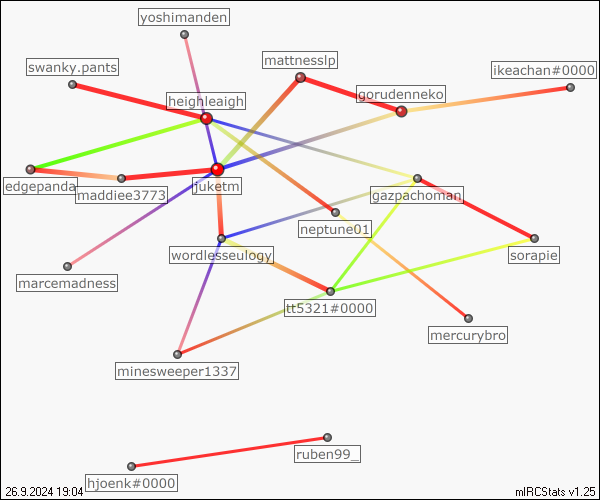 yoshimanden
mattnesslp
swanky.pants
ikeachan#0000
gorudenneko
heighleaigh
edgepanda
juketm
maddiee3773
gazpachoman
neptune01
wordlesseulogy
sorapie
marcemadness
tt5321#0000
mercurybro
minesweeper1337
ruben99_
hjoenk#0000
26.9.2024 19:04
mIRCStats v1.25